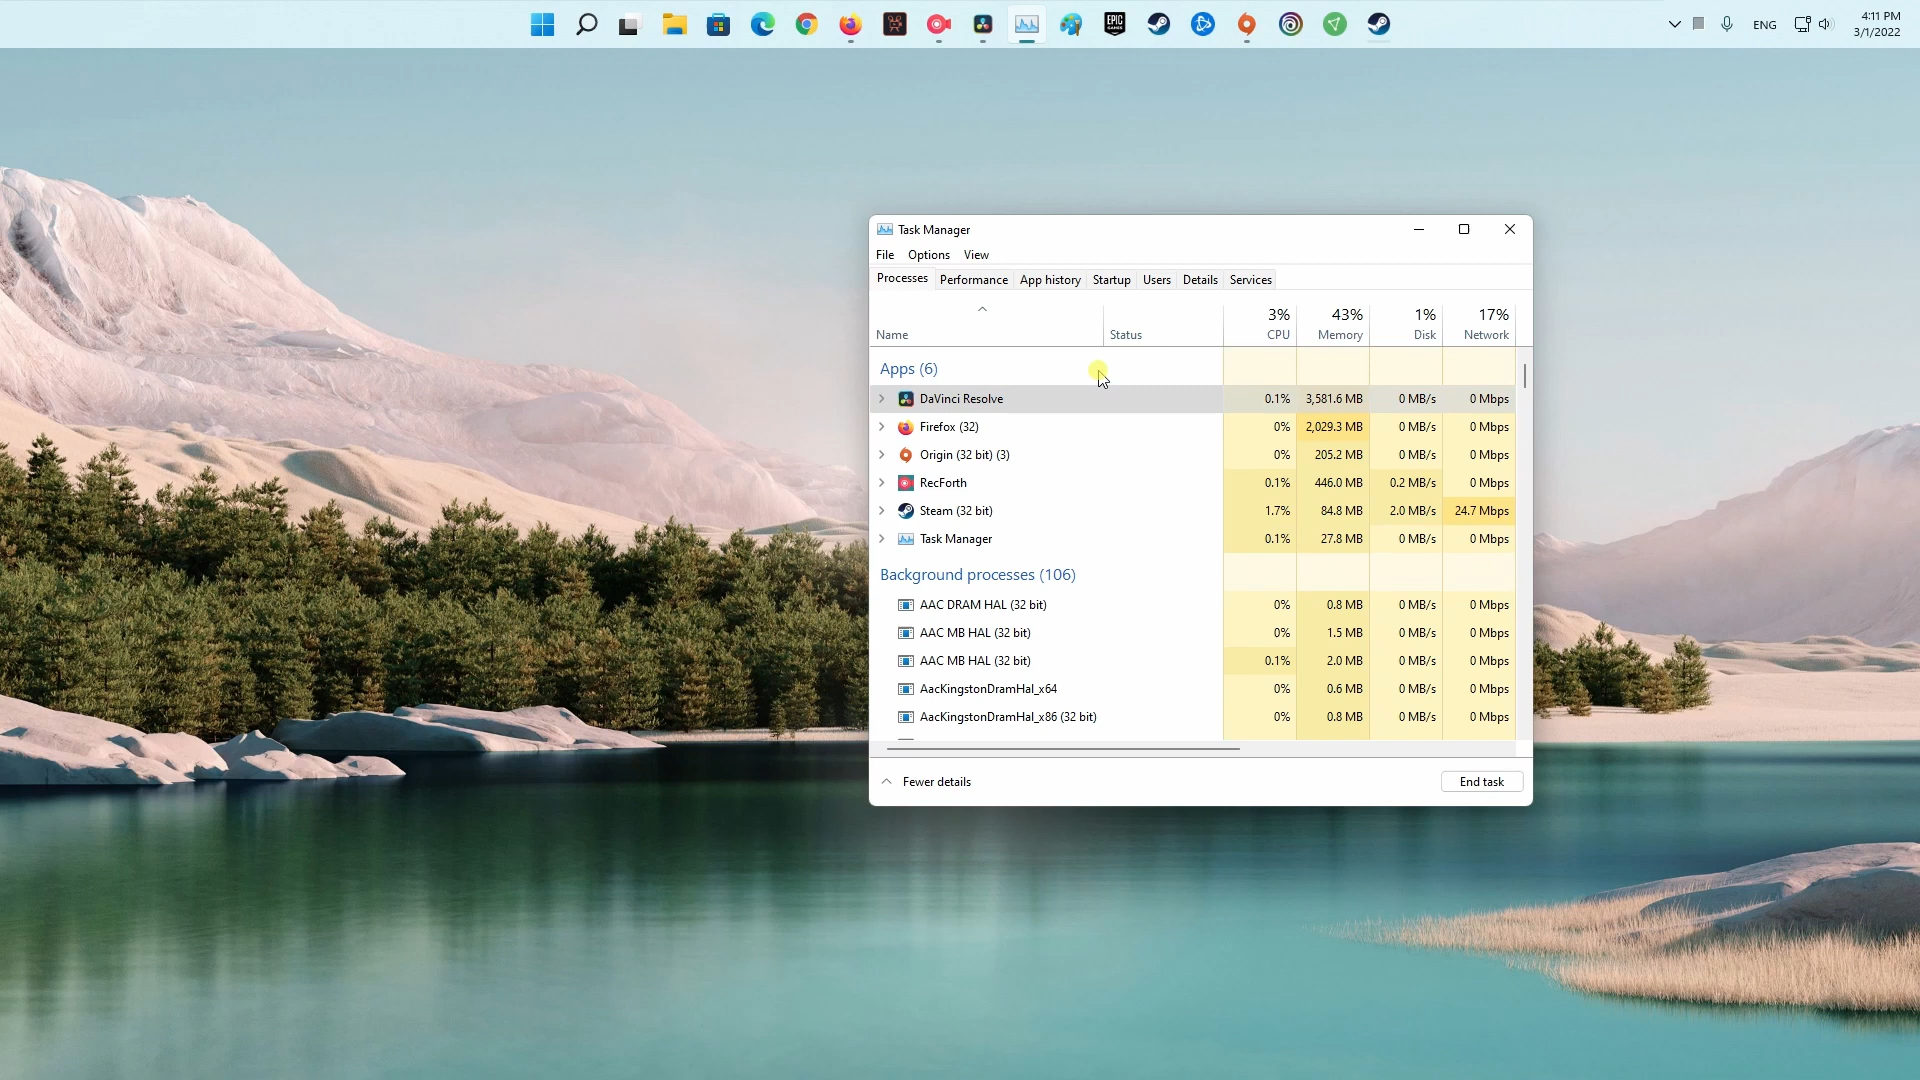 EPIC GAMES
ENG
4:11 PM
3/1/2022
Task Manager
File Options View
Processes Performance App history Startup Users Details Services
3% 43% 1% 17%
Name Status CPU Memory Disk Network
Apps (6)
DaVinci Resolve 0.1% 3,581.6 MB 0 MB/s 0 Mbps
Firefox (32) 0% 2,029.3 MB 0 MB/s 0 Mbps
Origin (32 bit) (3) 0% 205.2 MB 0 MB/s 0 Mbps
RecForth 0.1% 446.0 MB 0.2 MB/s 0 Mbps
Steam (32 bit) 1.7% 84.8 MB 2.0 MB/s 24.7 Mbps
Task Manager 0.1% 27.8 MB 0 MB/s 0 Mbps
Background processes (106)
AAC DRAM HAL (32 bit) 0% 0.8 MB 0 MB/s 0 Mbps
AAC MB HAL (32 bit) 0% 1.5 MB 0 MB/s 0 Mbps
AAC MB HAL (32 bit) 0.1% 2.0 MB 0 MB/s 0 Mbps
AacKingstonDramHal_x64 0% 0.6 MB 0 MB/s 0 Mbps
AacKingstonDramHal_x86 (32 bit) 0% 0.8 MB 0 MB/s 0 Mbps
Fewer details
End task